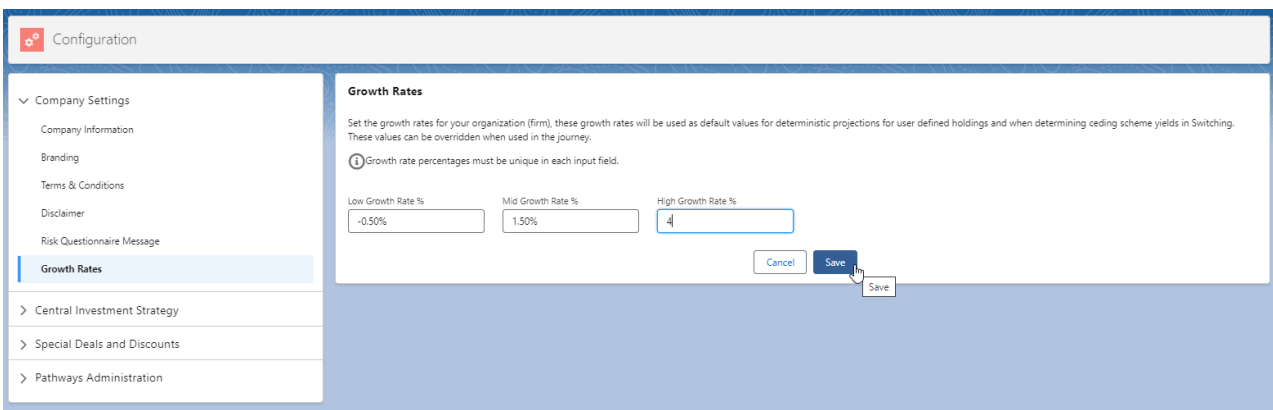 Configuration
Company Settings
Company Information
Branding
Terms & Conditions
Disclaimer
Risk Questionnaire Message
Growth Rates
Central Investment Strategy
Special Deals and Discounts
Pathways Administration
Growth Rates
Set the growth rates for your organization (firm), these growth rates will be used as default values for deterministic projections for user defined holdings and when determining ceding scheme yields in Switching.
These values can be overridden when used in the journey.
Growth rate percentages must be unique in each input field.
Low Growth Rate % Mid Growth Rate % High Growth Rate %
-0.50% 1.50% 4
Cancel Save
Save